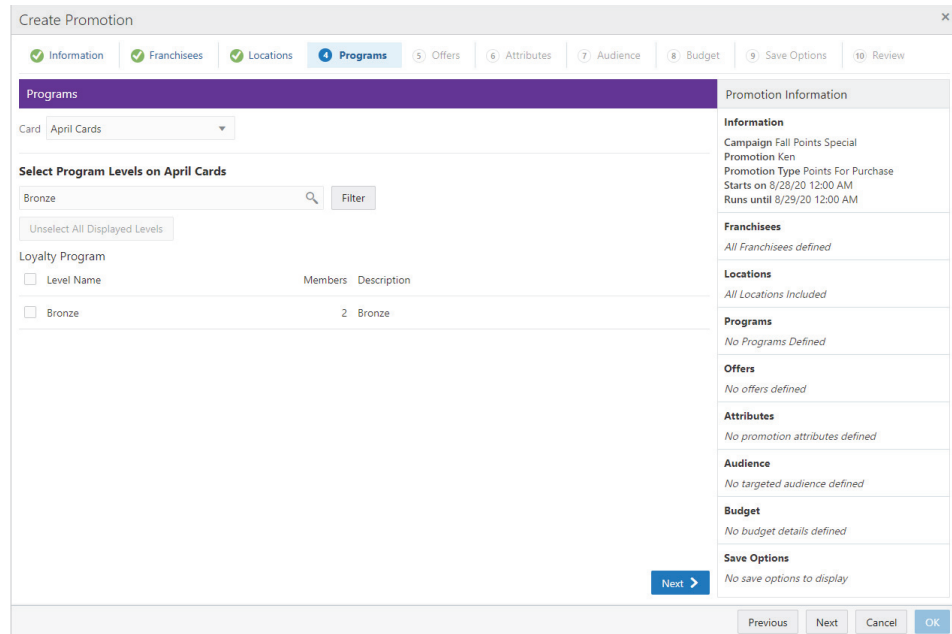 Create Promotion
×
Information
Franchisees
Locations
4 Programs
5 Offers
6 Attributes
7 Audience
8 Budget
9 Save Options
10 Review
Programs
Card April Cards
Select Program Levels on April Cards
Bronze
Filter
Unselect All Displayed Levels
Loyalty Program
Level Name Members Description
Bronze 2 Bronze
Next
Promotion Information
Information
Campaign Fall Points Special
Promotion Ken
Promotion Type Points For Purchase
Starts on 8/28/20 12:00 AM
Runs until 8/29/20 12:00 AM
Franchisees
All Franchisees defined
Locations
All Locations Included
Programs
No Programs Defined
Offers
No offers defined
Attributes
No promotion attributes defined
Audience
No targeted audience defined
Budget
No budget details defined
Save Options
No save options to display
Previous
Next
Cancel
OK